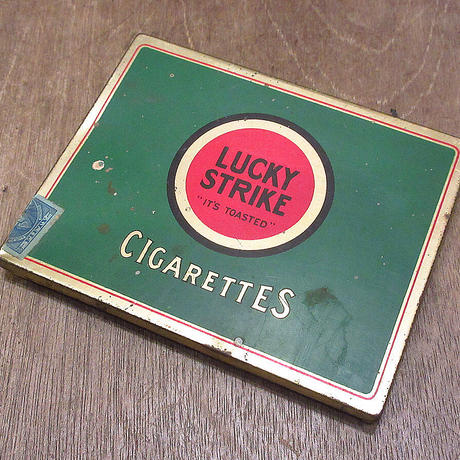 LUCKY
STRIKE
"IT'S TOASTED"
CIGARETTES